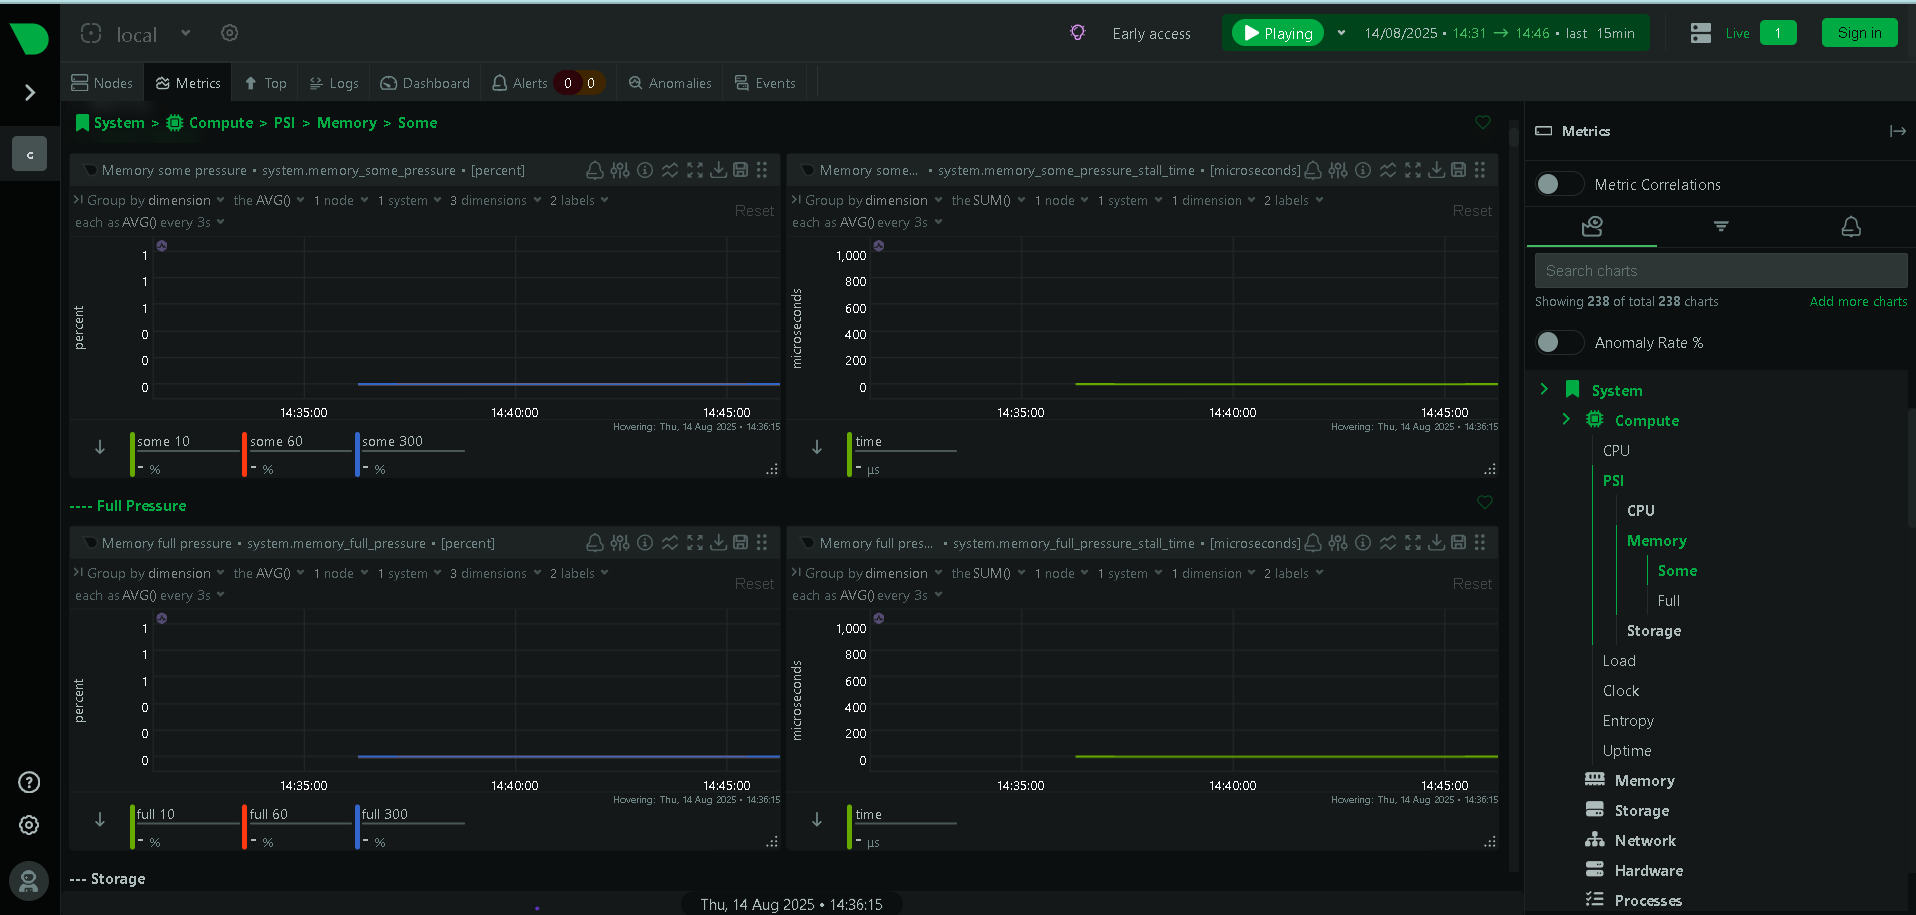 local
Early access
Playing
14/08/2025 • 14:31 → 14:46 • last 15min
Live 1
Sign in
Nodes
Metrics
Top
Logs
Dashboard
Alerts 0 0
Anomalies
Events
c
System > Compute > PSI > Memory > Some
Memory some pressure • system.memory_some_pressure • [percent]
Group by dimension the AVG() 1 node 1 system 3 dimensions 2 labels
each as AVG() every 3s
Reset
percent
1
1
1
0
0
0
14:35:00 14:40:00 14:45:00
Hovering: Thu, 14 Aug 2025 • 14:36:15
some 10 some 60 some 300
- % - % - %
Memory some... • system.memory_some_pressure_stall_time • [microseconds]
Group by dimension the SUM() 1 node 1 system 1 dimension 2 labels
each as AVG() every 3s
Reset
microseconds
1,000
800
600
400
200
0
14:35:00 14:40:00 14:45:00
Hovering: Thu, 14 Aug 2025 • 14:36:15
time
- µs
---- Full Pressure
Memory full pressure • system.memory_full_pressure • [percent]
Group by dimension the AVG() 1 node 1 system 3 dimensions 2 labels
each as AVG() every 3s
Reset
percent
1
1
1
0
0
0
14:35:00 14:40:00 14:45:00
Hovering: Thu, 14 Aug 2025 • 14:36:15
full 10 full 60 full 300
- % - % - %
Memory full pres... • system.memory_full_pressure_stall_time • [microseconds]
Group by dimension the SUM() 1 node 1 system 1 dimension 2 labels
each as AVG() every 3s
Reset
microseconds
1,000
800
600
400
200
0
14:35:00 14:40:00 14:45:00
Hovering: Thu, 14 Aug 2025 • 14:36:15
time
- µs
--- Storage
Thu, 14 Aug 2025 • 14:36:15
Metrics
Metric Correlations
Search charts
Showing 238 of total 238 charts
Add more charts
Anomaly Rate %
System
Compute
CPU
PSI
CPU
Memory
Some
Full
Storage
Load
Clock
Entropy
Uptime
Memory
Storage
Network
Hardware
Processes